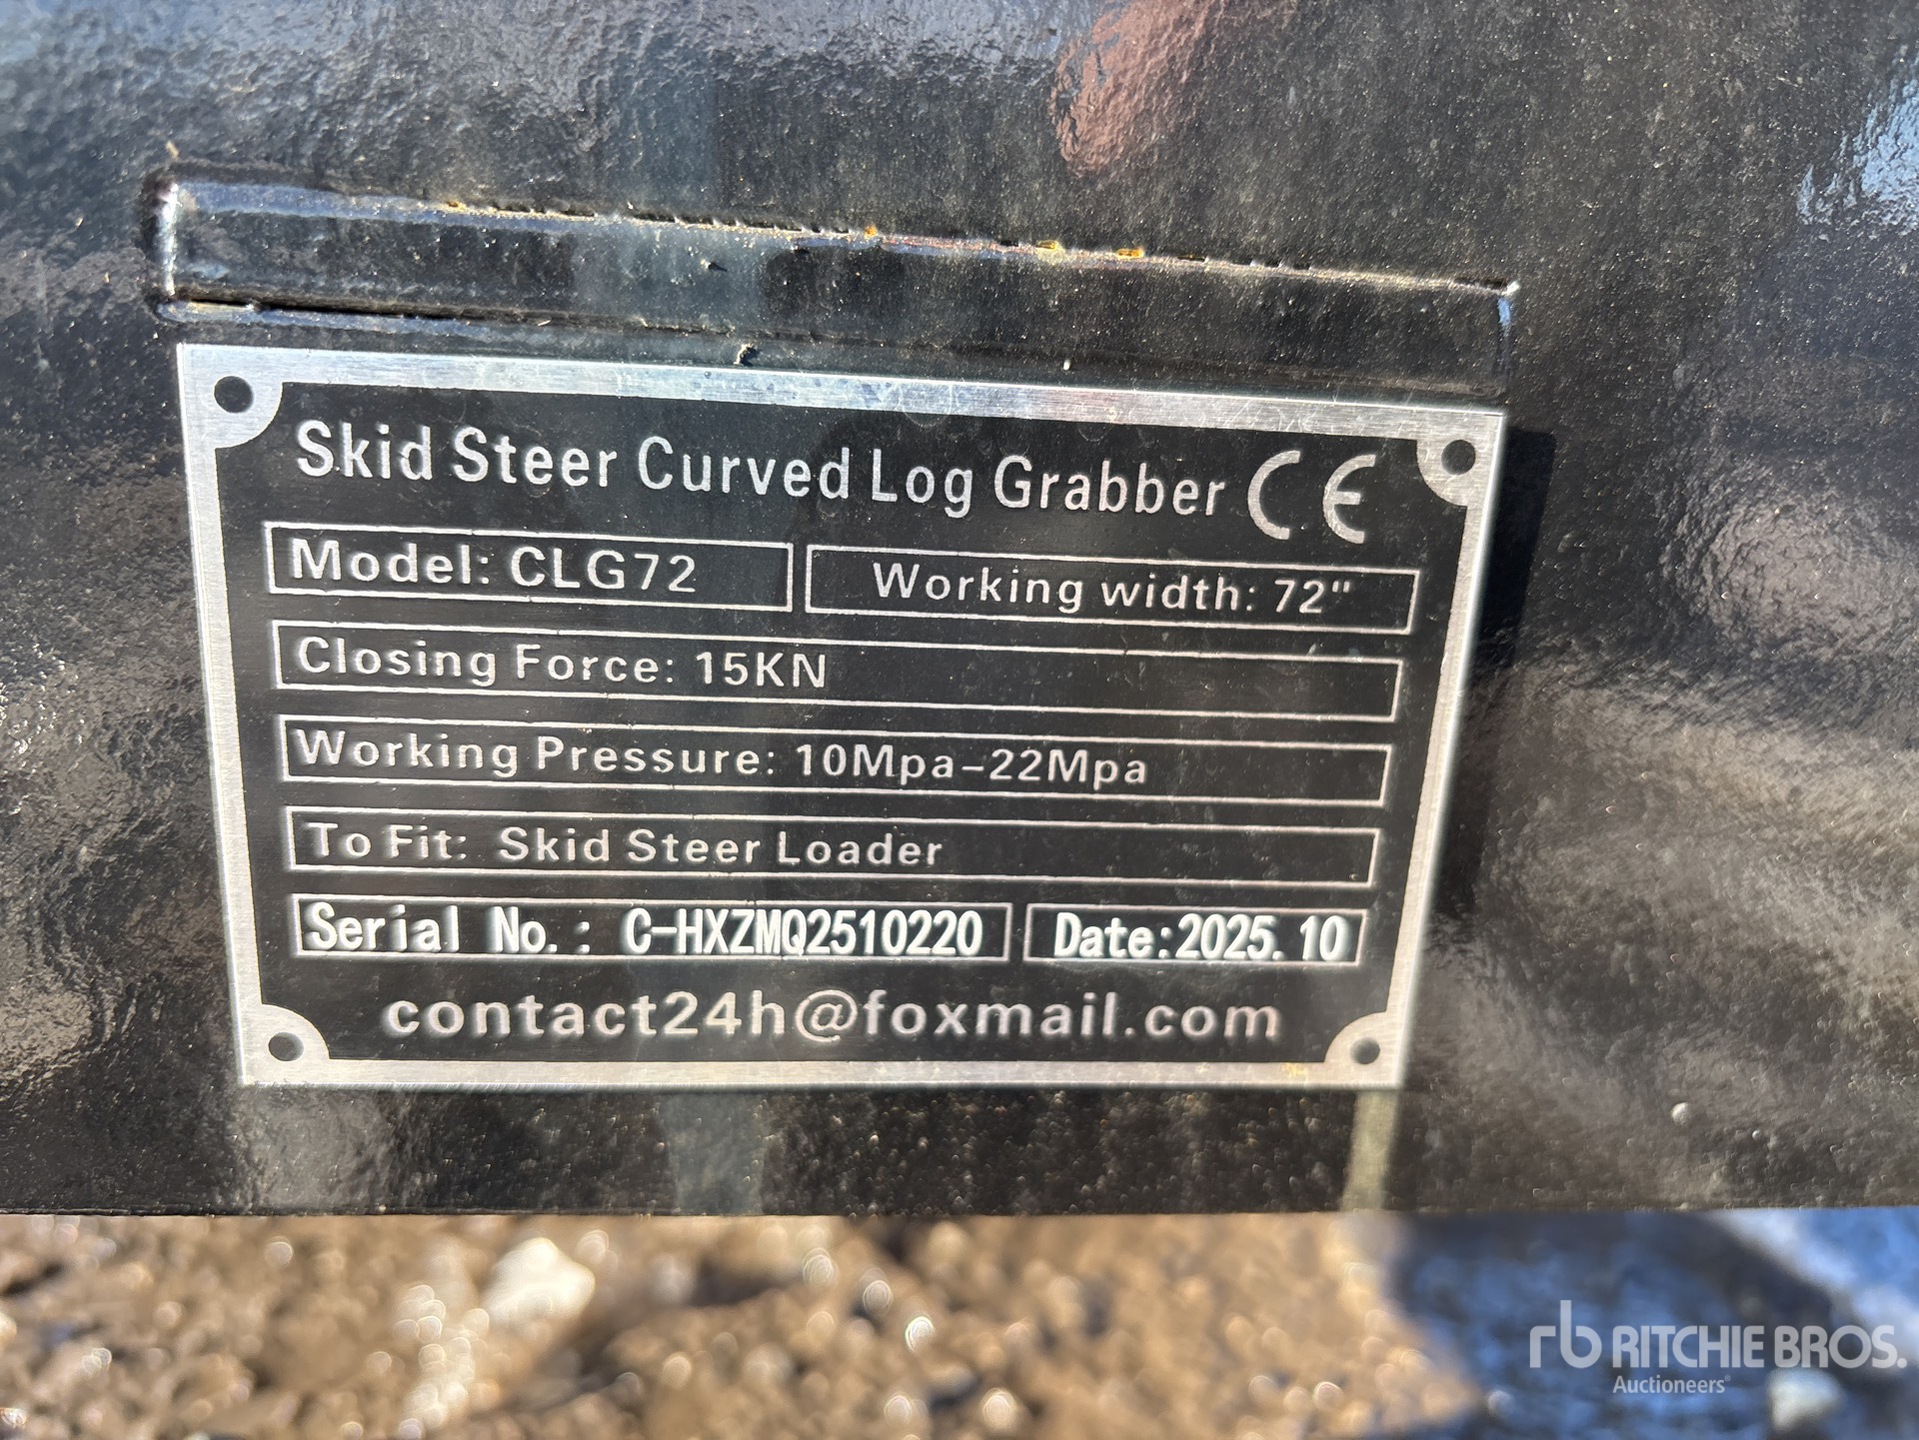 Skid Steer Curved Log Grabber CE
Model: CLG72
Working width: 72"
Closing Force: 15KN
Working Pressure: 10Mpa-22Mpa
To Fit: Skid Steer Loader
Serial No.: C-HXZMQ2510220
Date:2025.10
contact24h@foxmail.com
rb RITCHIE BROS.
Auctioneers